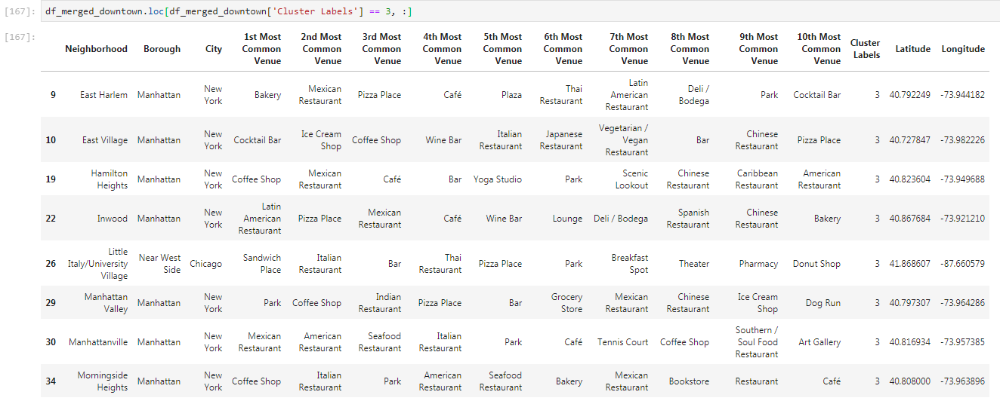 [167]: df_merged_downtown.loc[df_merged_downtown['Cluster Labels'] == 3, :]
[167]:
Neighborhood Borough City 1st Most Common Venue 2nd Most Common Venue 3rd Most Common Venue 4th Most Common Venue 5th Most Common Venue 6th Most Common Venue 7th Most Common Venue 8th Most Common Venue 9th Most Common Venue 10th Most Common Venue Cluster Labels Latitude Longitude
9 East Harlem Manhattan New York Bakery Mexican Restaurant Pizza Place Café Plaza Thai Restaurant Latin American Restaurant Deli / Bodega Park Cocktail Bar 3 40.792249 -73.944182
10 East Village Manhattan New York Cocktail Bar Ice Cream Shop Coffee Shop Wine Bar Italian Restaurant Japanese Restaurant Vegetarian / Vegan Restaurant Bar Chinese Restaurant Pizza Place 3 40.727847 -73.982226
19 Hamilton Heights Manhattan New York Coffee Shop Mexican Restaurant Café Bar Yoga Studio Park Scenic Lookout Chinese Restaurant Caribbean Restaurant American Restaurant 3 40.823604 -73.949688
22 Inwood Manhattan New York Latin American Restaurant Pizza Place Mexican Restaurant Café Wine Bar Lounge Deli / Bodega Spanish Restaurant Chinese Restaurant Bakery 3 40.867684 -73.921210
26 Little Italy/University Village Near West Side Chicago Sandwich Place Italian Restaurant Bar Thai Restaurant Pizza Place Park Breakfast Spot Theater Pharmacy Donut Shop 3 41.868607 -87.660579
29 Manhattan Valley Manhattan New York Park Coffee Shop Indian Restaurant Pizza Place Bar Grocery Store Mexican Restaurant Chinese Restaurant Ice Cream Shop Dog Run 3 40.797307 -73.964286
30 Manhattanville Manhattan New York Mexican Restaurant American Restaurant Seafood Restaurant Italian Restaurant Park Café Tennis Court Coffee Shop Southern / Soul Food Restaurant Art Gallery 3 40.816934 -73.957385
34 Morningside Heights Manhattan New York Coffee Shop Italian Restaurant Park American Restaurant Seafood Restaurant Bakery Mexican Restaurant Bookstore Restaurant Café 3 40.808000 -73.963896